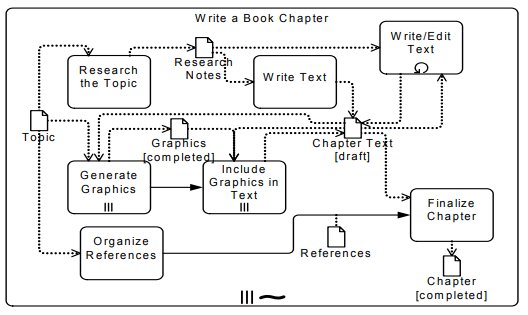 Write a Book Chapter
Write/Edit
Text
Research
the Topic
Research
Notes
Write Text
Topic
Graphics
[completed]
Chapter Text
[draft]
Generate
Graphics
Include
Graphics in
Text
Finalize
Chapter
Organize
References
References
Chapter
[completed]